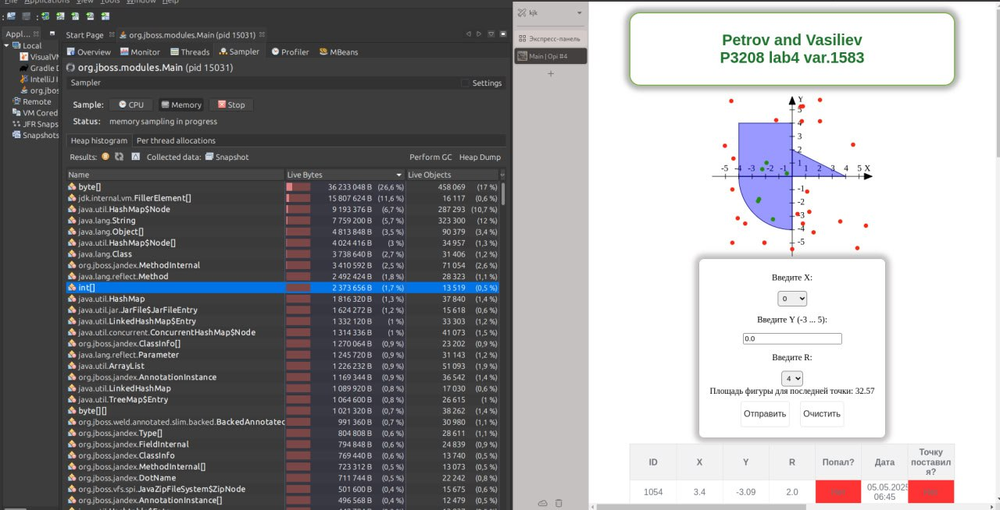 File Applications View Tools Window Help
Appl...
Start Page
org.jboss.modules.Main (pid 15031)
Local
VisualVM
Gradle D
IntelliJ I
org.jbos
Remote
VM Cored
JFR Snaps
Snapshots
Overview Monitor Threads Sampler Profiler MBeans
org.jboss.modules.Main (pid 15031)
Sampler
Settings
Sample: CPU Memory Stop
Status: memory sampling in progress
Heap histogram Per thread allocations
Results: Collected data: Snapshot Perform GC Heap Dump
Name Live Bytes Live Objects
byte[] 36 233 048 B (26,6 %) 458 069 (17 %)
jdk.internal.vm.FillerElement[] 15 807 624 B (11,6 %) 16 117 (0,6 %)
java.util.HashMap$Node 9 193 376 B (6,7 %) 287 293 (10,7 %)
java.lang.String 7 759 200 B (5,7 %) 323 300 (12 %)
java.lang.Object[] 4 813 848 B (3,5 %) 90 379 (3,4 %)
java.util.HashMap$Node[] 4 024 416 B (3 %) 34 957 (1,3 %)
java.lang.Class 3 738 640 B (2,7 %) 31 406 (1,2 %)
org.jboss.jandex.MethodInternal 3 410 592 B (2,5 %) 71 054 (2,6 %)
java.lang.reflect.Method 2 492 424 B (1,8 %) 28 323 (1,1 %)
int[] 2 373 656 B (1,7 %) 13 519 (0,5 %)
java.util.HashMap 1 816 320 B (1,3 %) 37 840 (1,4 %)
java.util.jar.JarFile$JarFileEntry 1 624 272 B (1,2 %) 15 618 (0,6 %)
java.util.LinkedHashMap$Entry 1 332 120 B (1 %) 33 303 (1,2 %)
java.util.concurrent.ConcurrentHashMap$Node 1 314 336 B (1 %) 41 073 (1,5 %)
org.jboss.jandex.ClassInfo[] 1 270 064 B (0,9 %) 23 202 (0,9 %)
java.lang.reflect.Parameter 1 245 720 B (0,9 %) 31 143 (1,2 %)
java.util.ArrayList 1 226 232 B (0,9 %) 51 093 (1,9 %)
org.jboss.jandex.AnnotationInstance 1 169 344 B (0,9 %) 36 542 (1,4 %)
java.util.LinkedHashMap 1 089 920 B (0,8 %) 17 030 (0,6 %)
java.util.TreeMap$Entry 1 064 600 B (0,8 %) 26 615 (1 %)
byte[][] 1 021 320 B (0,7 %) 38 262 (1,4 %)
org.jboss.weld.annotated.slim.backed.BackedAnnotatec 991 360 B (0,7 %) 30 980 (1,1 %)
org.jboss.jandex.Type[] 804 808 B (0,6 %) 28 611 (1,1 %)
org.jboss.jandex.FieldInternal 794 848 B (0,6 %) 24 839 (0,9 %)
org.jboss.jandex.ClassInfo 769 440 B (0,6 %) 13 740 (0,5 %)
org.jboss.jandex.MethodInternal[] 723 312 B (0,5 %) 13 073 (0,5 %)
org.jboss.jandex.DotName 711 744 B (0,5 %) 22 242 (0,8 %)
org.jboss.vfs.spi.JavaZipFileSystem$ZipNode 501 600 B (0,4 %) 15 675 (0,6 %)
org.jboss.jandex.AnnotationInstance[] 496 568 B (0,4 %) 12 479 (0,5 %)
kjk
Экспресс-панель
Main | Opi #4
Petrov and Vasiliev
P3208 lab4 var.1583
Y
5
4
3
2
1
-5 -4 -3 -2 -1 1 2 3 4 5 X
-1
-2
-3
-4
-5
Введите X:
0
Введите Y (-3 ... 5):
0.0
Введите R:
4
Площадь фигуры для последней точки: 32.57
Отправить Очистить
ID X Y R Попал? Дата Точку поставил
я?
1054 3.4 -3.09 2.0 05.05.2025
06:45